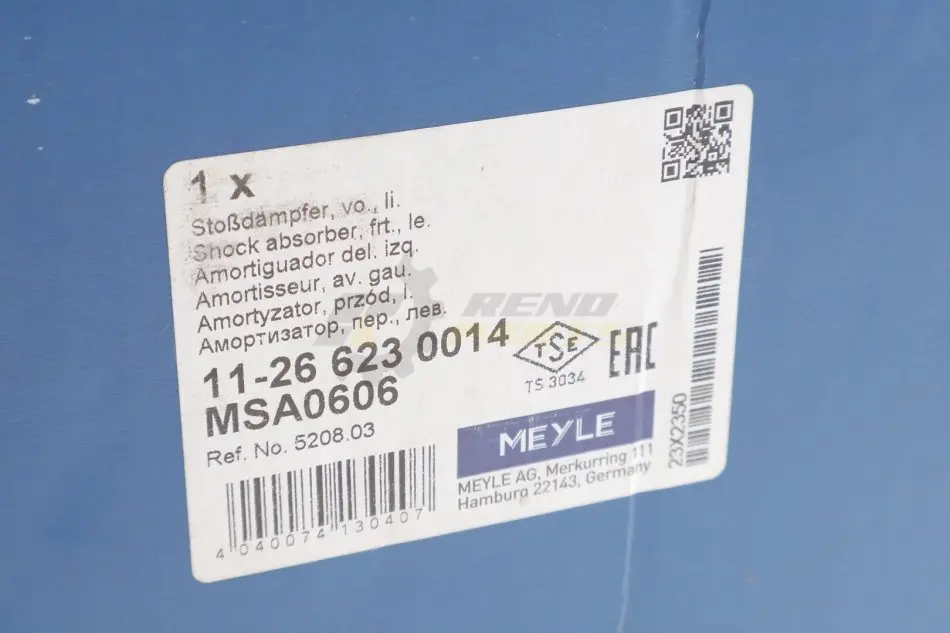 1 x
Stoßdämpfer, vo., li.
Shock absorber, frt., le.
Amortiguador del. izq.
Amortisseur, av. gau.
Amortyzator, przód, l.
Амортизатор, пер., лев.
11-26 623 0014
MSA0606
Ref. No. 5208.03
4 040074 130407
RENO
TSE
TS 3034
EAC
MEYLE
MEYLE AG, Merkurring 111
Hamburg 22143, Germany
23X2350